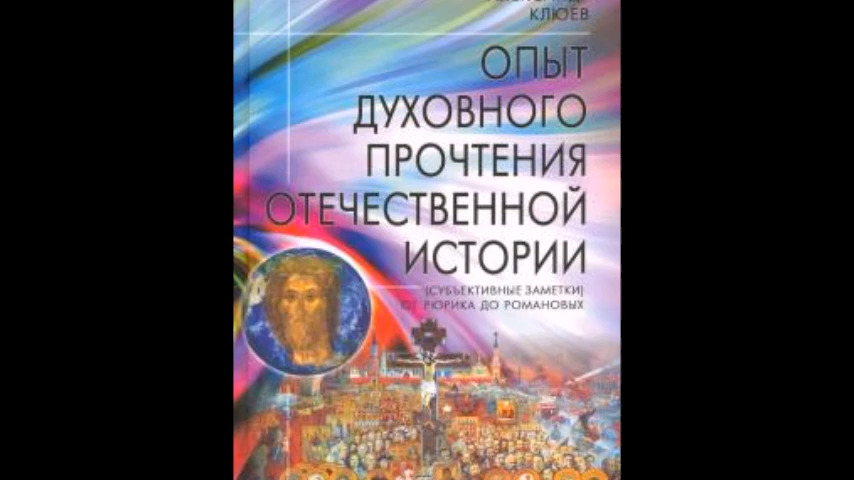 КЛЮЕВ
ОПЫТ
ДУХОВНОГО
ПРОЧТЕНИЯ
ОТЕЧЕСТВЕННОЙ
ИСТОРИИ
(СУБЪЕКТИВНЫЕ ЗАМЕТКИ)
ОТ РЮРИКА ДО РОМАНОВЫХ